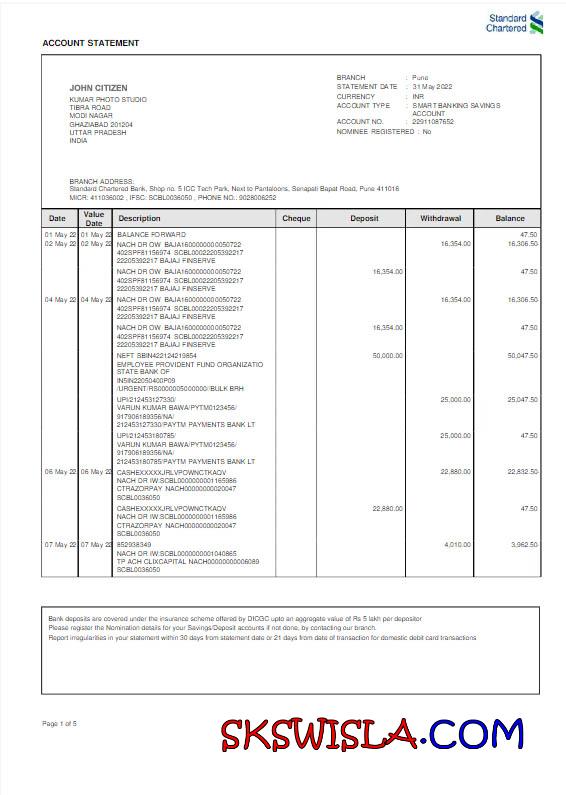 Standard
Chartered
ACCOUNT STATEMENT
JOHN CITIZEN
KUMAR PHOTO STUDIO
TIBRA ROAD
MODI NAGAR
GHAZIABAD 201204
UTTAR PRADESH
INDIA
BRANCH : Pune
STATEMENT DATE : 31 May 2022
CURRENCY : INR
ACCOUNT TYPE : SMARTBANKING SAVINGS
ACCOUNT
ACCOUNT NO. : 22911087652
NOMINEE REGISTERED : No
BRANCH ADDRESS:
Standard Chartered Bank, Shop no. 5 ICC Tech Park, Next to Pantaloons, Senapati Bapat Road, Pune 411016
MICR: 411036002 ; IFSC: SCBL0036050 ; PHONE NO.: 9028006252
Date Value Date Description Cheque Deposit Withdrawal Balance
01 May 22 01 May 22 BALANCE FORWARD 47.50
02 May 22 02 May 22 NACH DR OW BAJA1600000000050722 16,354.00 16,306.50-
402SPF81156974 SCBL00022205392217
22205392217 BAJAJ FINSERVE
NACH DR OW BAJA1600000000050722 16,354.00 47.50
402SPF81156974 SCBL00022205392217
22205392217 BAJAJ FINSERVE
04 May 22 04 May 22 NACH DR OW BAJA1600000000050722 16,354.00 16,306.50-
402SPF81156974 SCBL00022205392217
22205392217 BAJAJ FINSERVE
NACH DR OW BAJA1600000000050722 16,354.00 47.50
402SPF81156974 SCBL00022205392217
22205392217 BAJAJ FINSERVE
NEFT SBIN422124219854 50,000.00 50,047.50
EMPLOYEE PROVIDENT FUND ORGANIZATIO
STATE BANK OF
INSIN22050400P09
/URGENT/RS0000005000000/BULK BRH
UPI/212453127330/ 25,000.00 25,047.50
VARUN KUMAR BAWA/PYTM0123456/
917906189356/NA/
212453127330/PAYTM PAYMENTS BANK LT
UPI/212453180785/ 25,000.00 47.50
VARUN KUMAR BAWA/PYTM0123456/
917906189356/NA/
212453180785/PAYTM PAYMENTS BANK LT
06 May 22 06 May 22 CASHEXXXXXJRLVPOWNCTKAQV 22,880.00 22,832.50-
NACH DR IW:SCBL0000000001165986
CTRAZORPAY NACH00000000020047
SCBL0036050
CASHEXXXXXJRLVPOWNCTKAQV 22,880.00 47.50
NACH DR IW:SCBL0000000001165986
CTRAZORPAY NACH00000000020047
SCBL0036050
07 May 22 07 May 22 852938349 4,010.00 3,962.50-
NACH DR IW:SCBL0000000001040865
TP ACH CLIXCAPITAL NACH00000000006089
SCBL0036050
Bank deposits are covered under the insurance scheme offered by DICGC upto an aggregate value of Rs 5 lakh per depositor
Please register the Nomination details for your Savings/Deposit accounts if not done, by contacting our branch.
Report irregularities in your statement within 30 days from statement date or 21 days from date of transaction for domestic debit card transactions
Page 1 of 5
SKSWISLA.COM